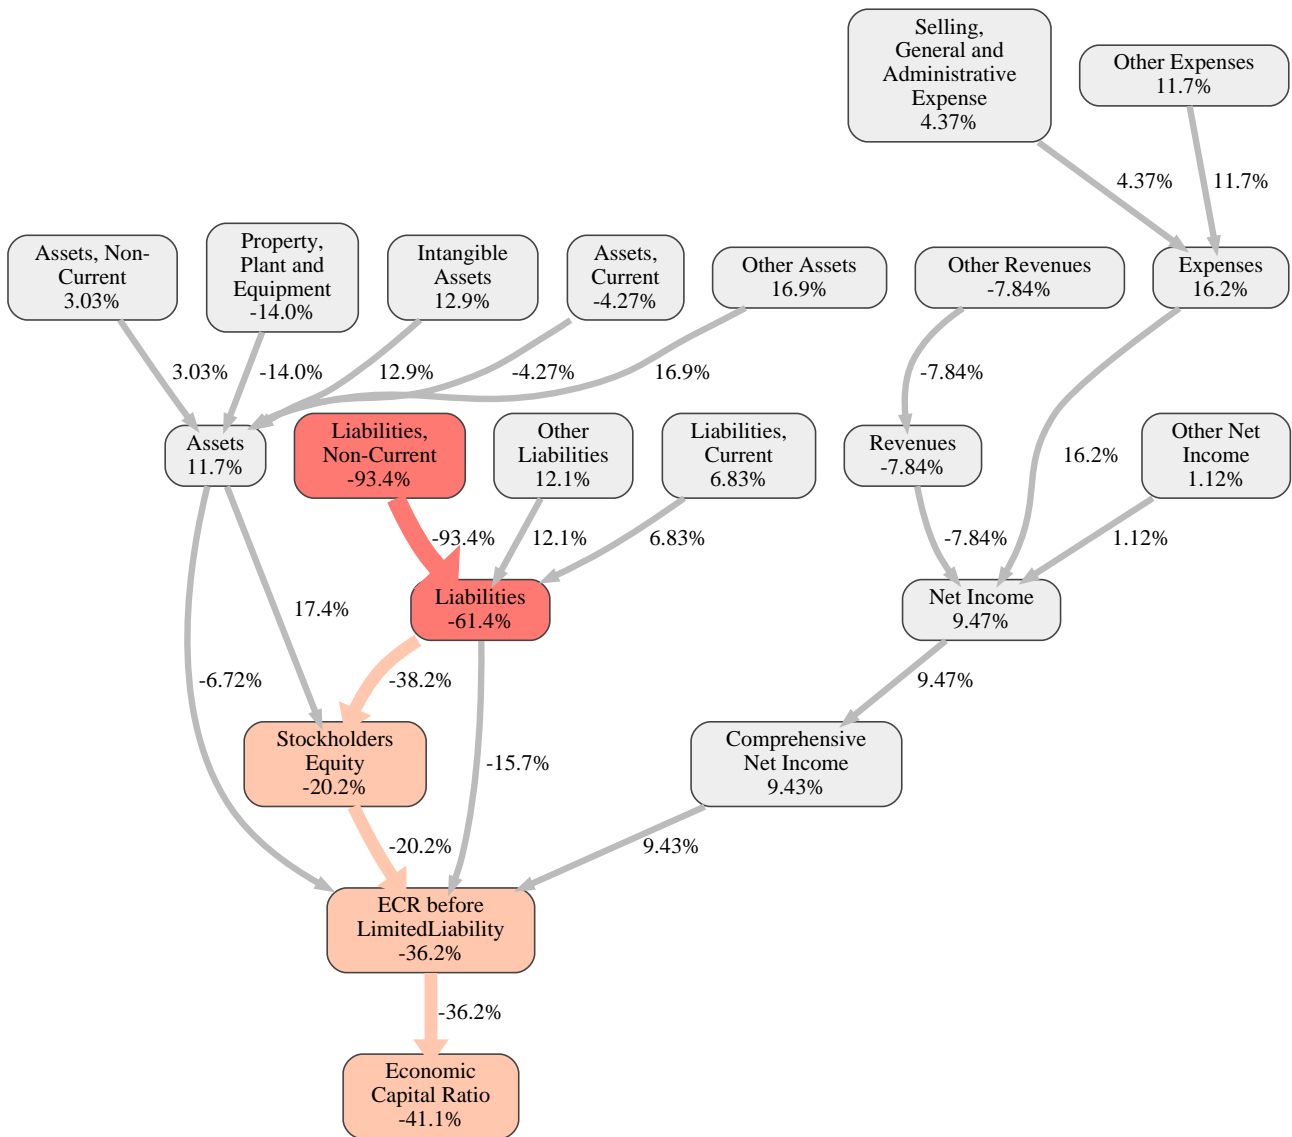 Selling,
General and
Administrative
Expense
4.37%
Other Expenses
11.7%
4.37%
11.7%
Assets, Non-
Current
3.03%
Property,
Plant and
Equipment
-14.0%
Intangible
Assets
12.9%
Assets,
Current
-4.27%
Other Assets
16.9%
Other Revenues
-7.84%
Expenses
16.2%
3.03%
-14.0%
12.9%
-4.27%
16.9%
-7.84%
Assets
11.7%
Liabilities,
Non-Current
-93.4%
Other
Liabilities
12.1%
Liabilities,
Current
6.83%
Revenues
-7.84%
16.2%
Other Net
Income
1.12%
-93.4%
12.1%
6.83%
-7.84%
1.12%
17.4%
Liabilities
-61.4%
Net Income
9.47%
-6.72%
-38.2%
9.47%
Stockholders
Equity
-20.2%
-15.7%
Comprehensive
Net Income
9.43%
-20.2%
9.43%
ECR before
LimitedLiability
-36.2%
-36.2%
Economic
Capital Ratio
-41.1%